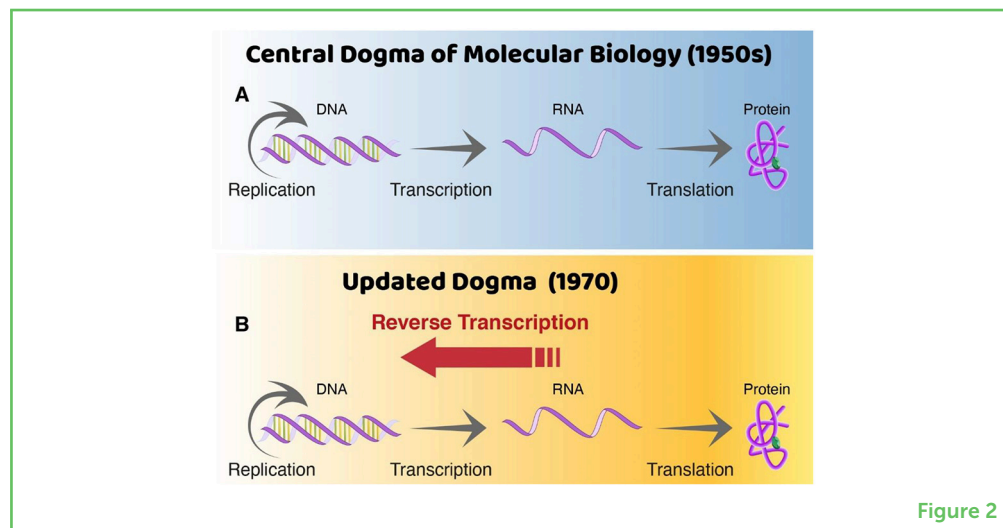 Central Dogma of Molecular Biology (1950s)
A
DNA
RNA
Protein
Replication
Transcription
Translation
Updated Dogma (1970)
B
Reverse Transcription
DNA
RNA
Protein
Replication
Transcription
Translation
Figure 2